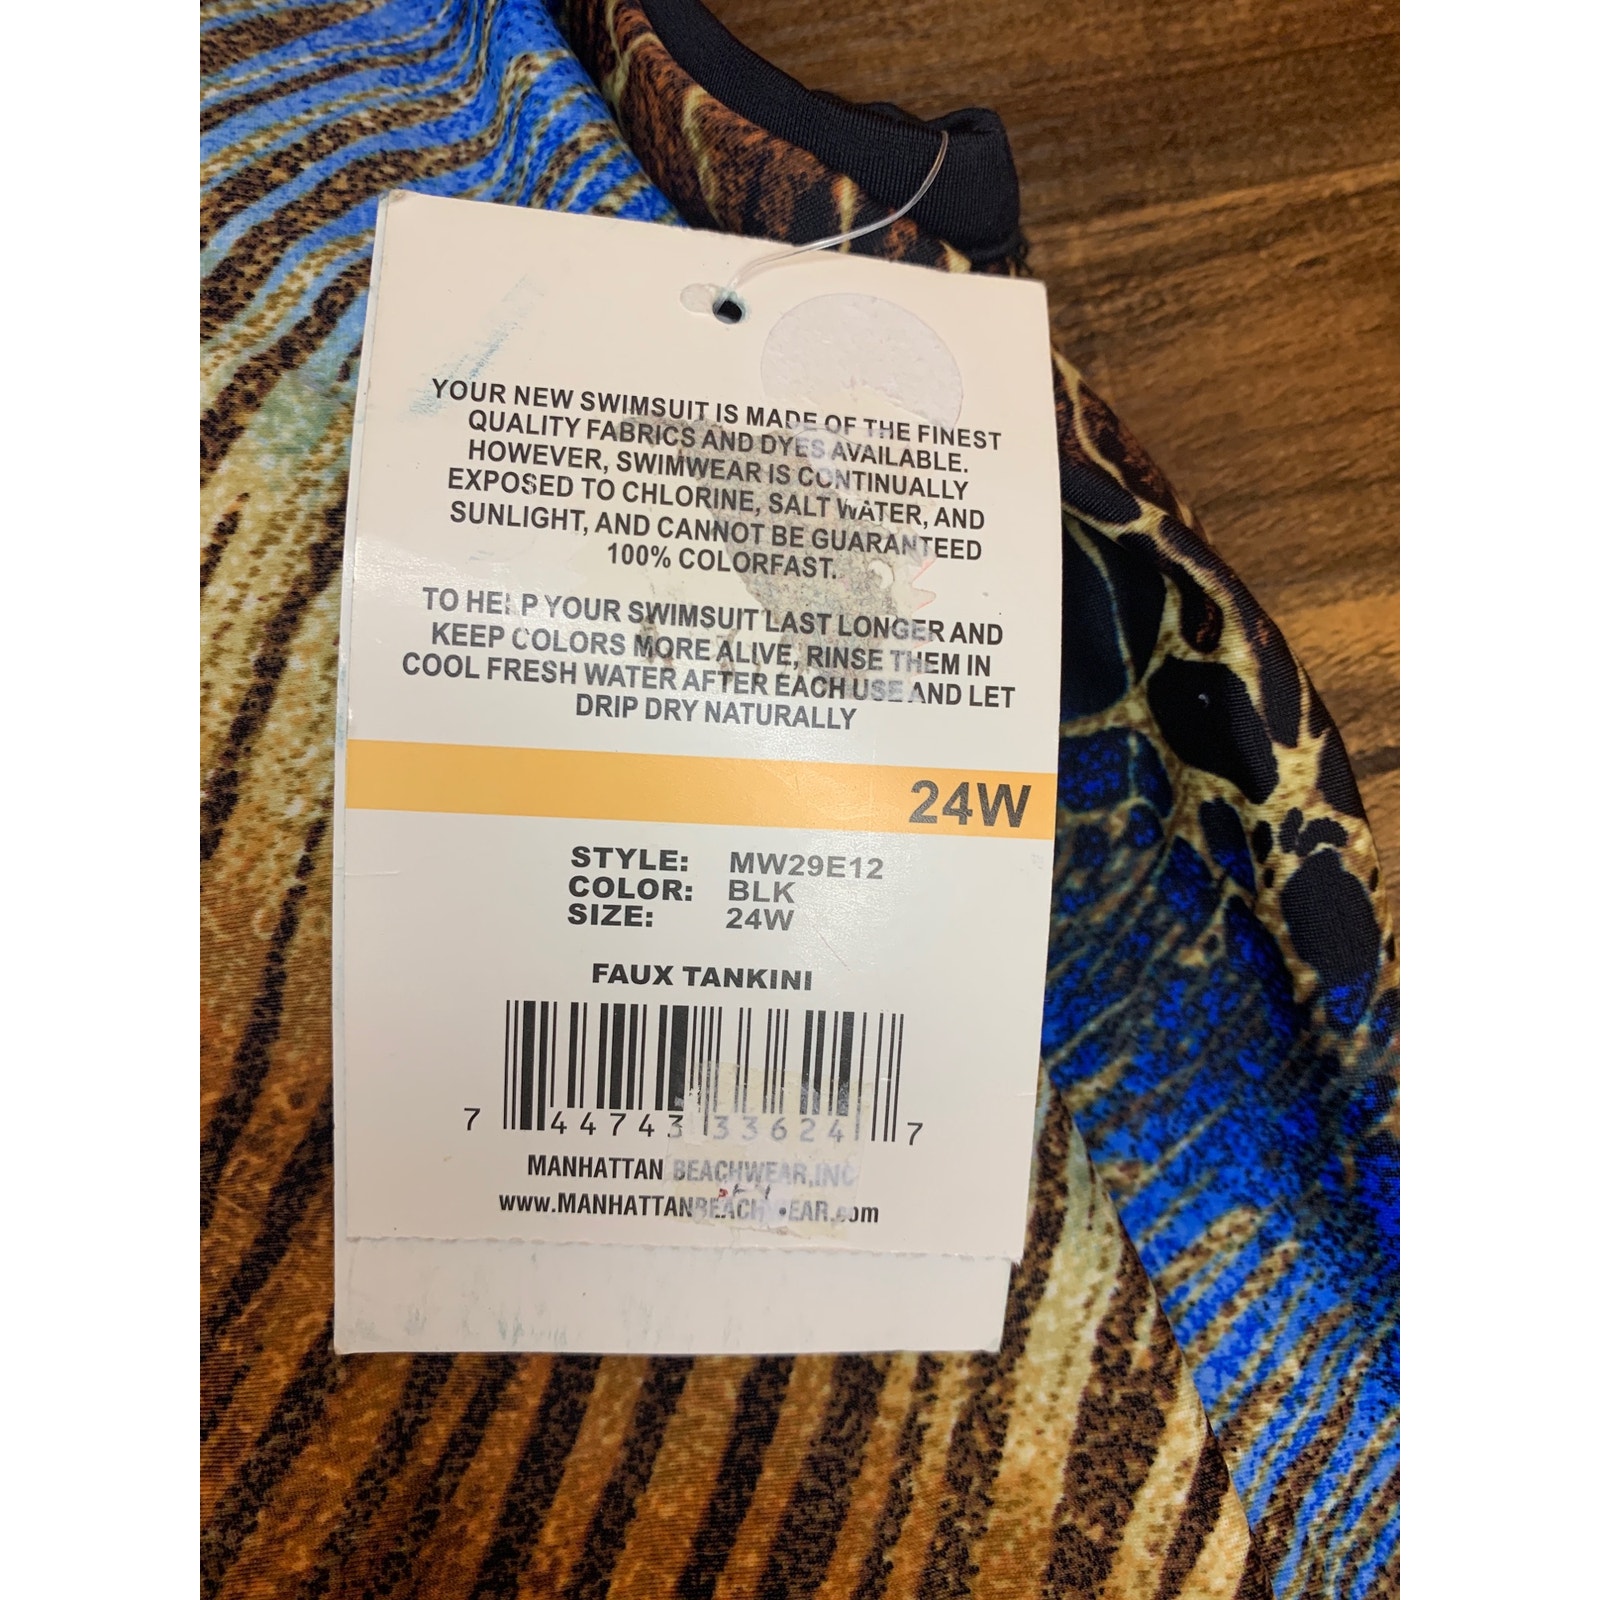 YOUR NEW SWIMSUIT IS MADE OF THE FINEST
QUALITY FABRICS AND DYES AVAILABLE.
HOWEVER, SWIMWEAR IS CONTINUALLY
EXPOSED TO CHLORINE, SALT WATER, AND
SUNLIGHT, AND CANNOT BE GUARANTEED
100% COLORFAST.
TO HELP YOUR SWIMSUIT LAST LONGER AND
KEEP COLORS MORE ALIVE, RINSE THEM IN
COOL FRESH WATER AFTER EACH USE AND LET
DRIP DRY NATURALLY
24W
STYLE: MW29E12
COLOR: BLK
SIZE: 24W
FAUX TANKINI
7 44743 33624 7
MANHATTAN BEACHWEAR,INC
www.MANHATTANBEACHWEAR.com